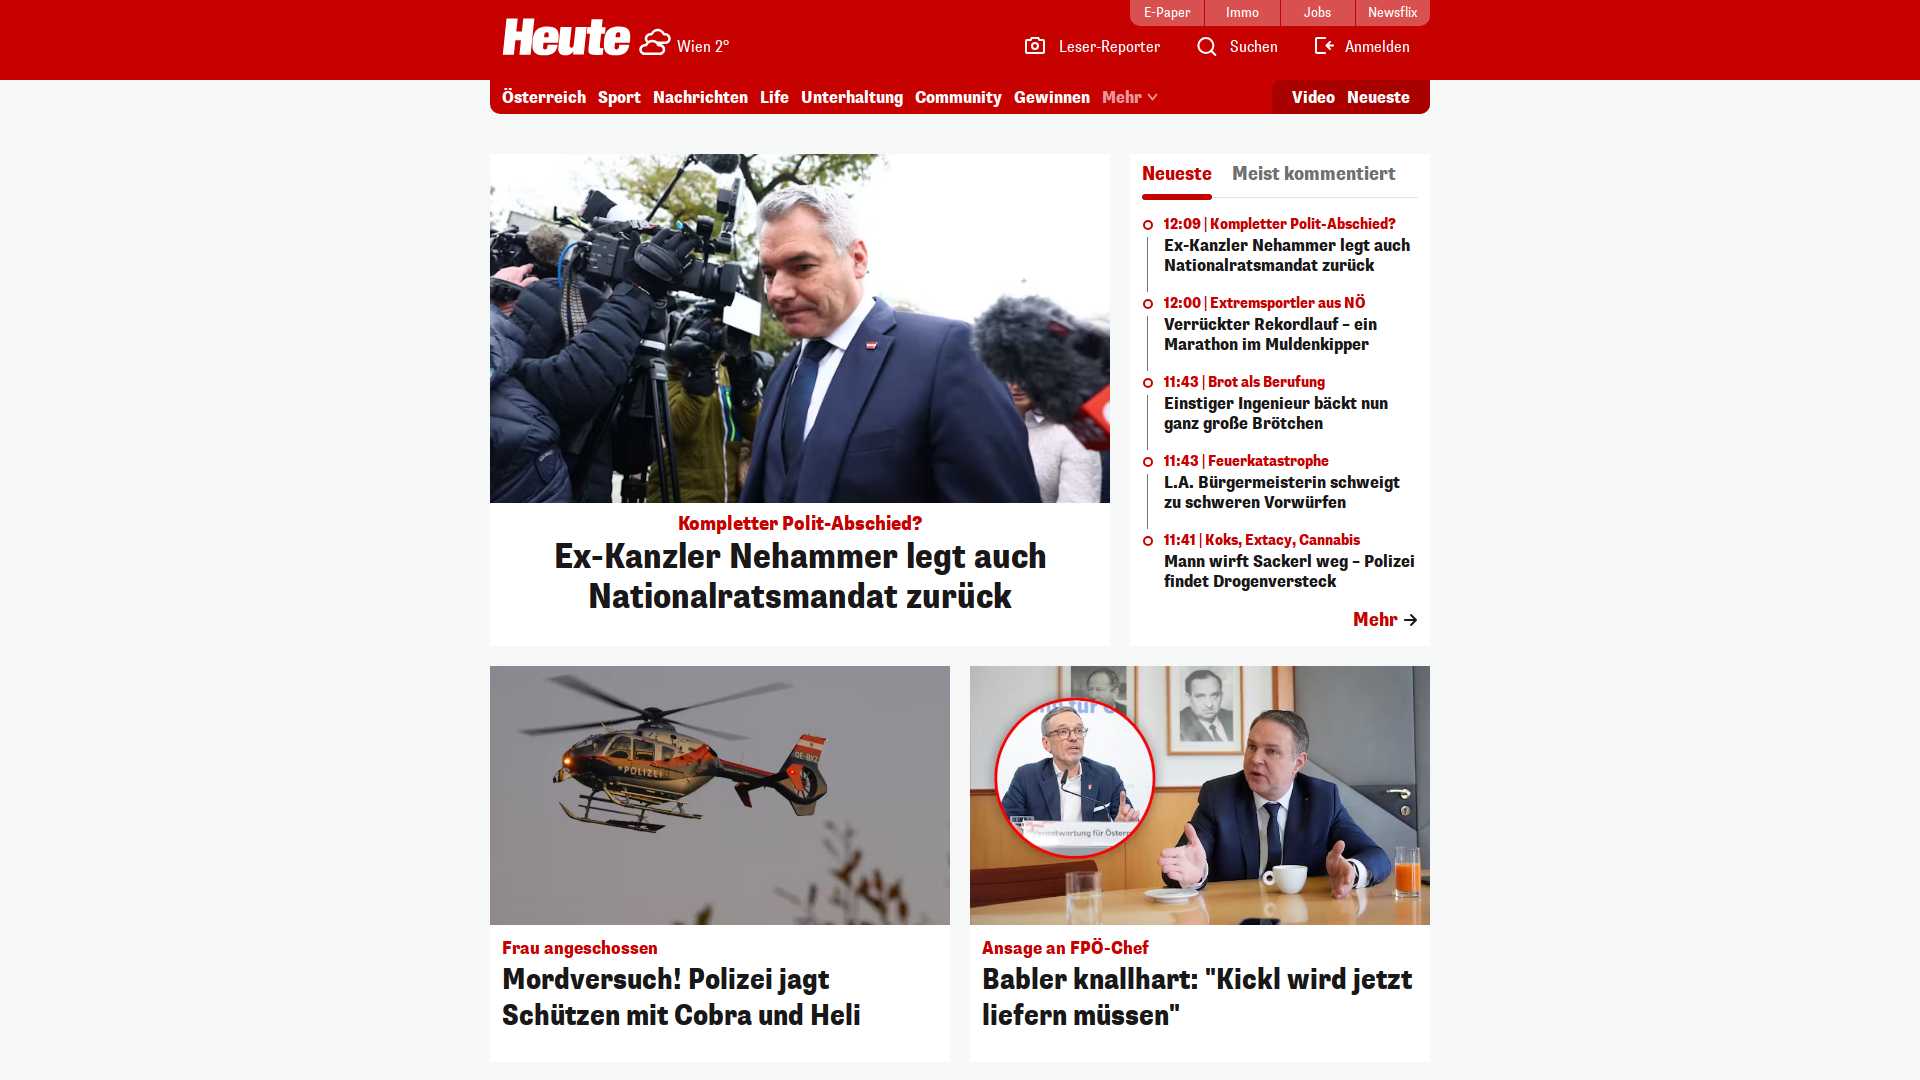 E-Paper
Immo
Jobs
Newsflix
Heute
Wien 2°
Leser-Reporter
Suchen
Anmelden
Österreich
Sport
Nachrichten
Life
Unterhaltung
Community
Gewinnen
Mehr
Video
Neueste
Kompletter Polit-Abschied?
Ex-Kanzler Nehammer legt auch
Nationalratsmandat zurück
Neueste
Meist kommentiert
12:09 | Kompletter Polit-Abschied?
Ex-Kanzler Nehammer legt auch
Nationalratsmandat zurück
12:00 | Extremsportler aus NÖ
Verrückter Rekordlauf – ein
Marathon im Muldenkipper
11:43 | Brot als Berufung
Einstiger Ingenieur bäckt nun
ganz große Brötchen
11:43 | Feuerkatastrophe
L.A. Bürgermeisterin schweigt
zu schweren Vorwürfen
11:41 | Koks, Extacy, Cannabis
Mann wirft Sackerl weg – Polizei
findet Drogenversteck
Mehr
POLIZEI
Frau angeschossen
Mordversuch! Polizei jagt
Schützen mit Cobra und Heli
für
Ansage an FPÖ-Chef
Babler knallhart: "Kickl wird jetzt
liefern müssen"